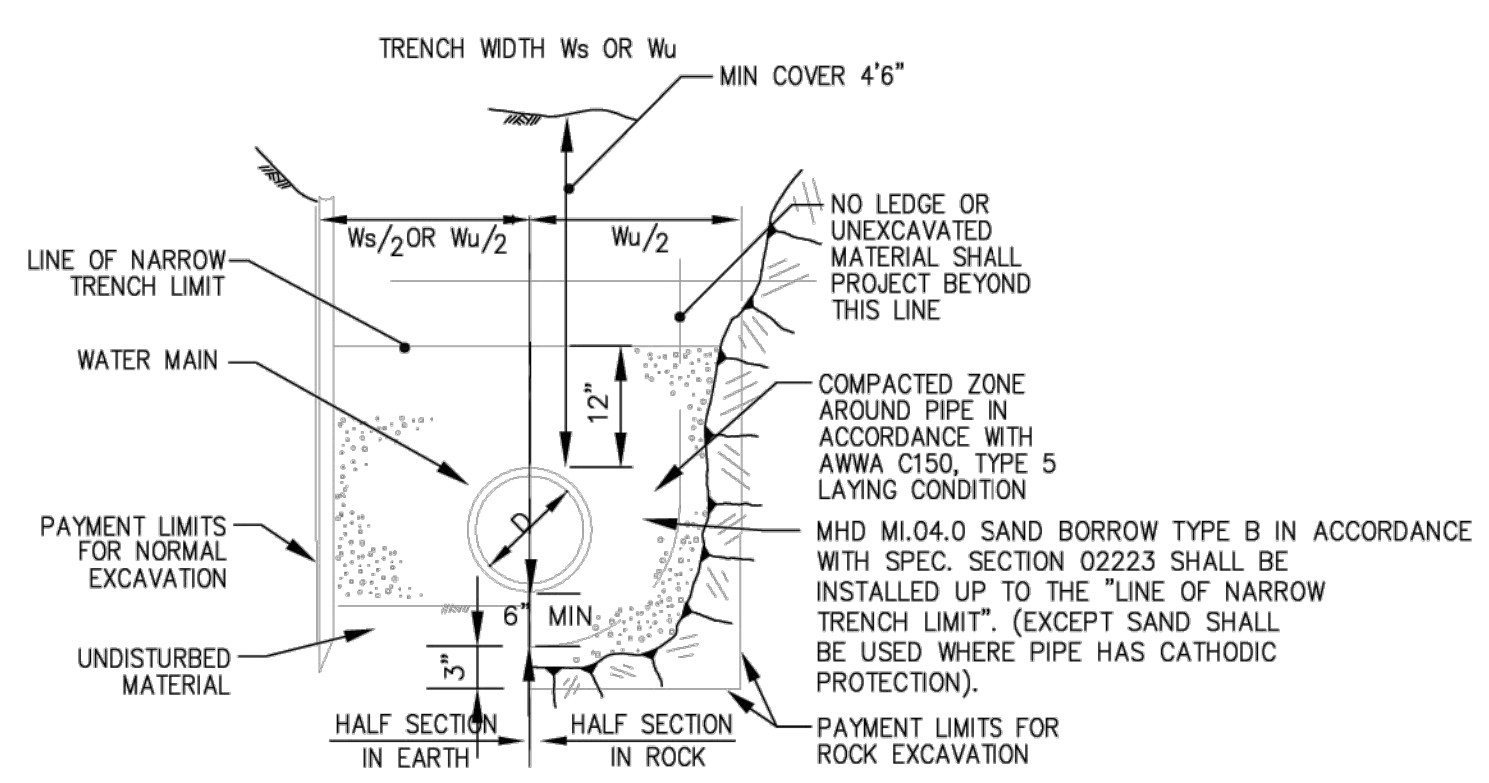 TRENCH WIDTH Ws OR Wu
MIN COVER 4'6"
Ws/2 OR Wu/2
Wu/2
NO LEDGE OR
UNEXCAVATED
MATERIAL SHALL
PROJECT BEYOND
THIS LINE
LINE OF NARROW
TRENCH LIMIT
WATER MAIN
12"
COMPACTED ZONE
AROUND PIPE IN
ACCORDANCE WITH
AWWA C150, TYPE 5
LAYING CONDITION
D
PAYMENT LIMITS
FOR NORMAL
EXCAVATION
MHD MI.04.0 SAND BORROW TYPE B IN ACCORDANCE
WITH SPEC. SECTION 02223 SHALL BE
INSTALLED UP TO THE "LINE OF NARROW
TRENCH LIMIT". (EXCEPT SAND SHALL
BE USED WHERE PIPE HAS CATHODIC
PROTECTION).
6" MIN
3"
UNDISTURBED
MATERIAL
HALF SECTION
IN EARTH
HALF SECTION
IN ROCK
PAYMENT LIMITS FOR
ROCK EXCAVATION